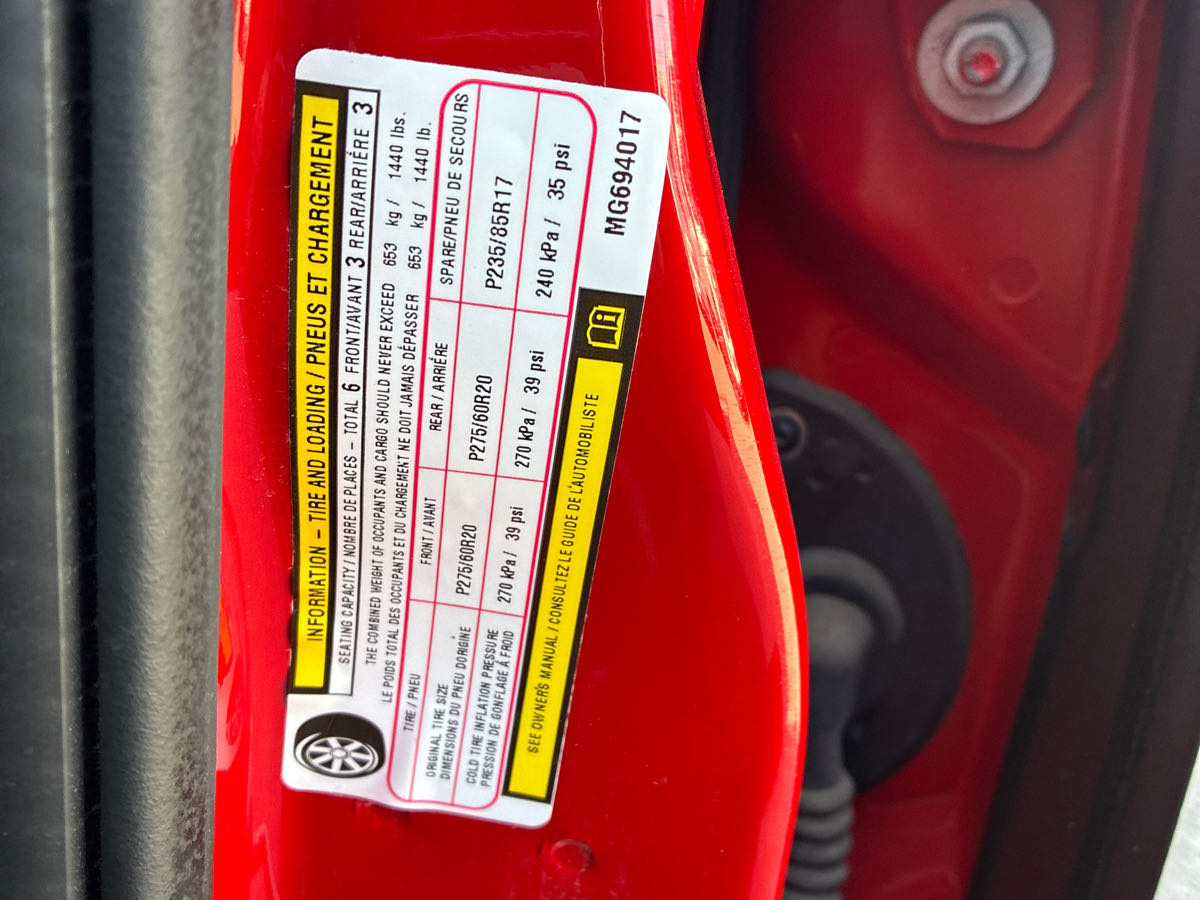 INFORMATION – TIRE AND LOADING / PNEUS ET CHARGEMENT
SEATING CAPACITY / NOMBRE DE PLACES – TOTAL 6 FRONT/AVANT 3 REAR/ARRIÉRE 3
THE COMBINED WEIGHT OF OCCUPANTS AND CARGO SHOULD NEVER EXCEED 653 kg / 1440 lbs.
LE POIDS TOTAL DES OCCUPANTS ET DU CHARGEMENT NE DOIT JAMAIS DÉPASSER 653 kg / 1440 lb.
TIRE / PNEU FRONT / AVANT REAR / ARRIÉRE SPARE/PNEU DE SECOURS
ORIGINAL TIRE SIZE
DIMENSIONS DU PNEU DORIGINE P275/60R20 P275/60R20 P235/85R17
COLD TIRE INFLATION PRESSURE
PRESSION DE GONFLAGE Á FROID 270 kPa / 39 psi 270 kPa / 39 psi 240 kPa / 35 psi
SEE OWNER'S MANUAL / CONSULTEZ LE GUIDE DE L'AUTOMOBILISTE
MG694017